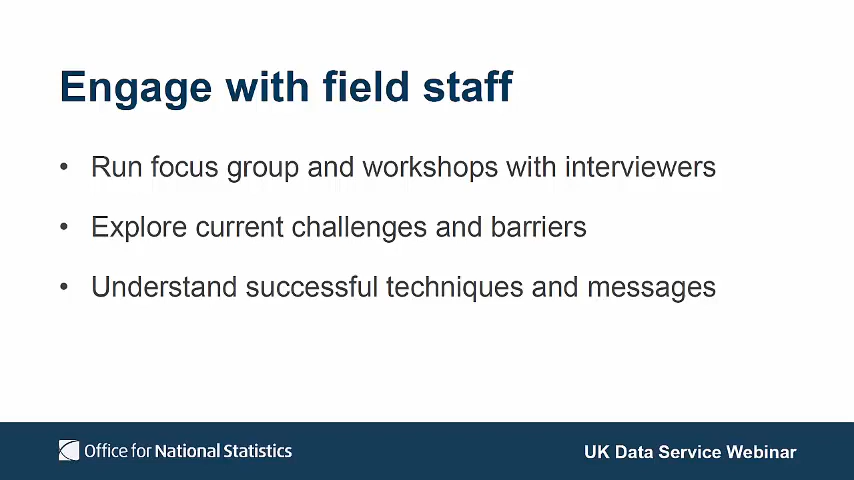 Engage with field staff
• Run focus group and workshops with interviewers
• Explore current challenges and barriers
• Understand successful techniques and messages
Office for National Statistics
UK Data Service Webinar